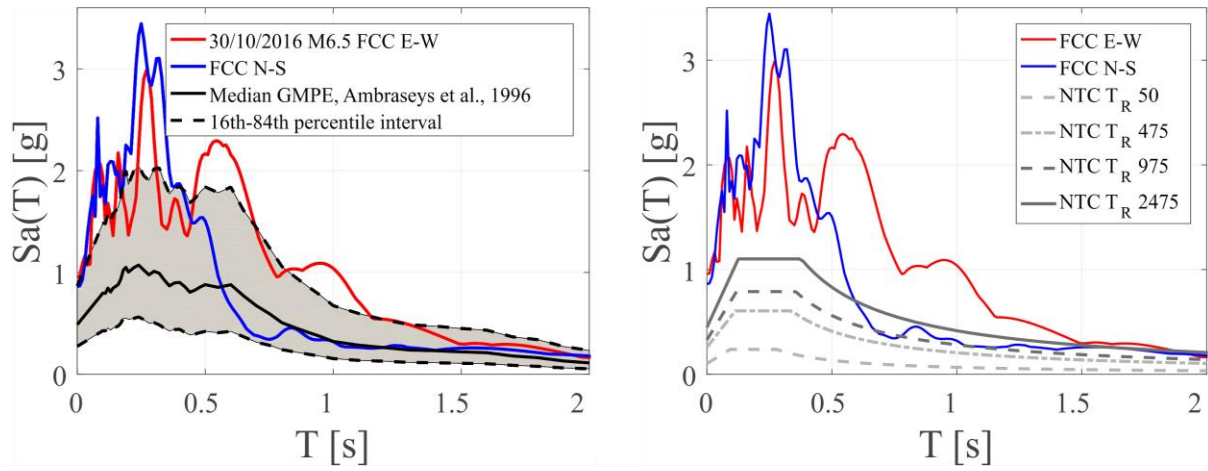 Sa(T) [g]
3
2
1
0
30/10/2016 M6.5 FCC E-W
FCC N-S
Median GMPE, Ambraseys et al., 1996
16th-84th percentile interval
0
0.5
1
1.5
2
T [s]
Sa(T) [g]
3
2
1
0
FCC E-W
FCC N-S
NTC T_R 50
NTC T_R 475
NTC T_R 975
NTC T_R 2475
0
0.5
1
1.5
2
T [s]